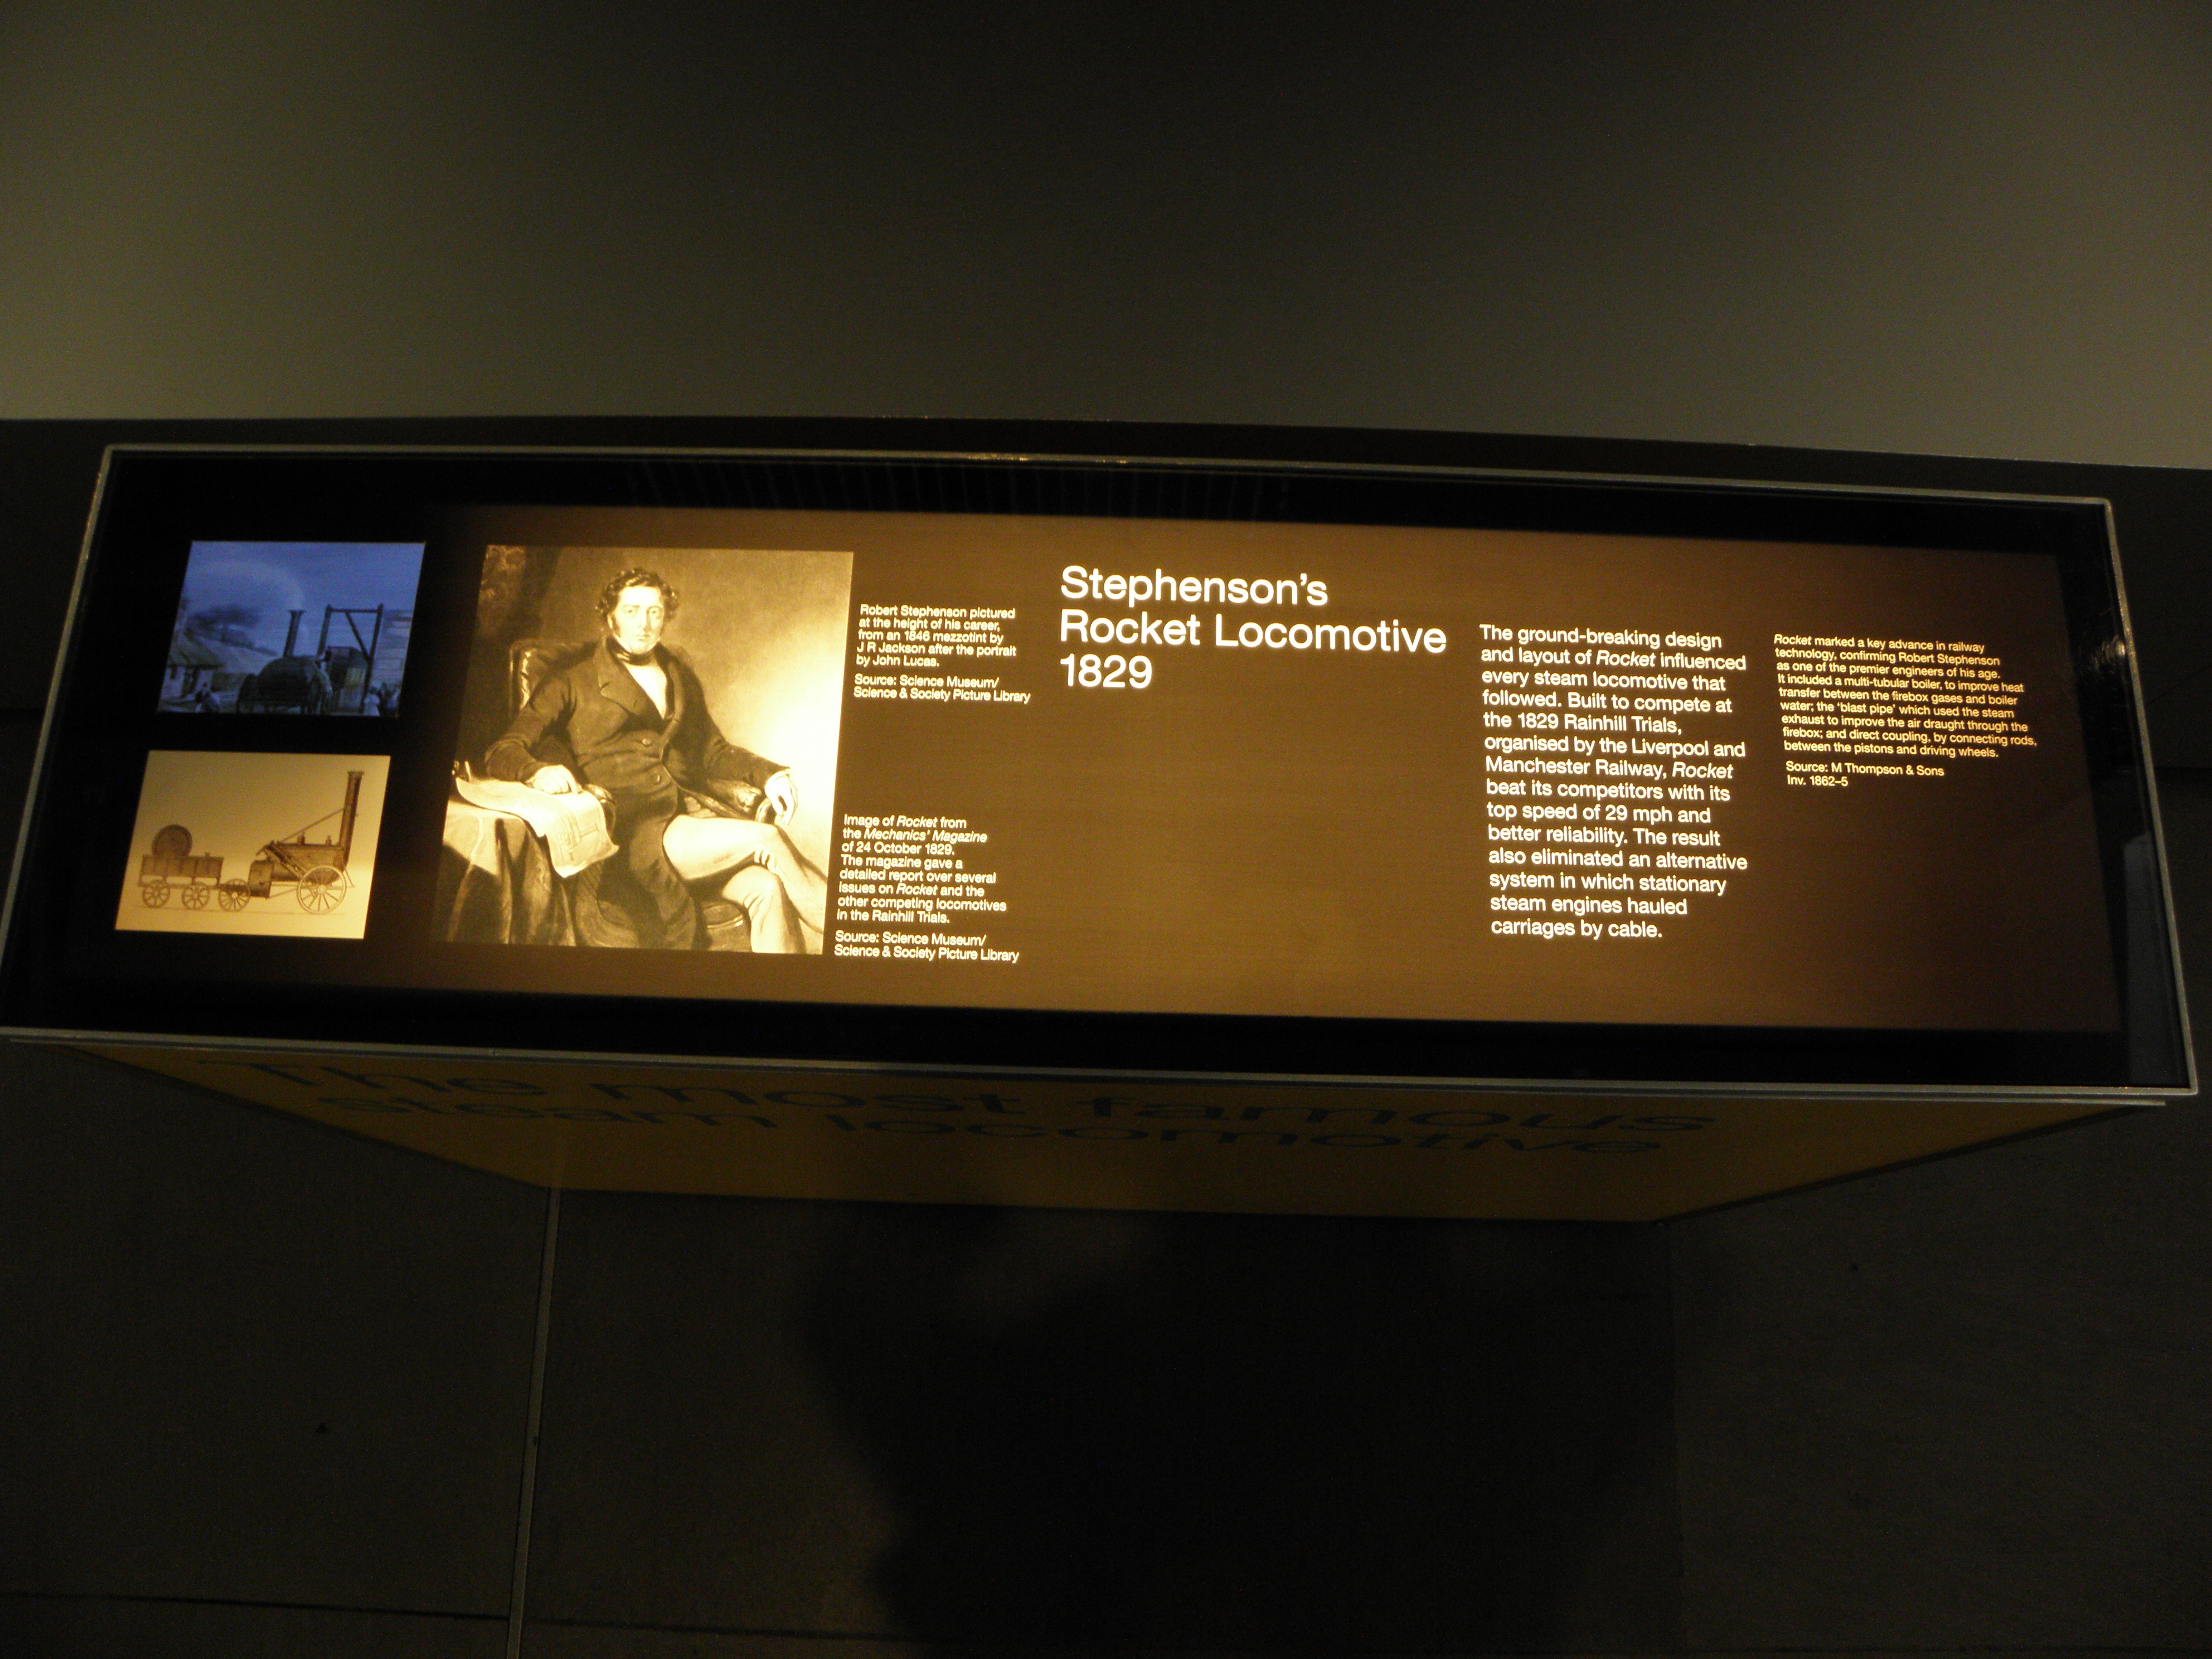 Robert Stephenson pictured
at the height of his career,
from an 1846 mezzotint by
J R Jackson after the portrait
by John Lucas.
Source: Science Museum/
Science & Society Picture Library
Image of Rocket from
the Mechanics' Magazine
of 24 October 1829.
The magazine gave a
detailed report over several
issues on Rocket and the
other competing locomotives
in the Rainhill Trials.
Source: Science Museum/
Science & Society Picture Library
Stephenson's
Rocket Locomotive
1829
The ground-breaking design
and layout of Rocket influenced
every steam locomotive that
followed. Built to compete at
the 1829 Rainhill Trials,
organised by the Liverpool and
Manchester Railway, Rocket
beat its competitors with its
top speed of 29 mph and
better reliability. The result
also eliminated an alternative
system in which stationary
steam engines hauled
carriages by cable.
Rocket marked a key advance in railway
technology, confirming Robert Stephenson
as one of the premier engineers of his age.
It included a multi-tubular boiler, to improve heat
transfer between the firebox gases and boiler
water; the 'blast pipe' which used the steam
exhaust to improve the air draught through the
firebox; and direct coupling, by connecting rods,
between the pistons and driving wheels.
Source: M Thompson & Sons
Inv. 1862–5
The most famous
steam locomotive